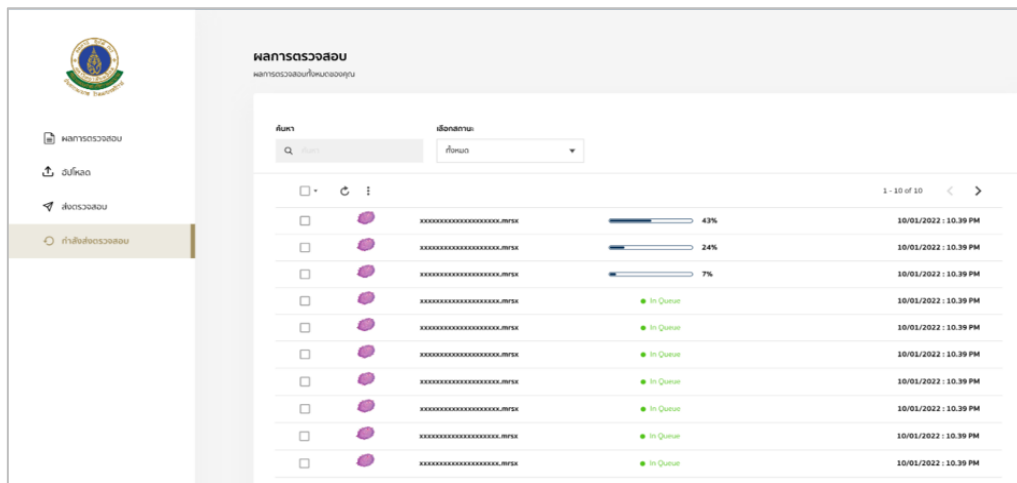 ผลการตรวจสอบ
ผลการตรวจสอบทั้งหมดของคุณ
ผลการตรวจสอบ
อัปโหลด
ส่งตรวจสอบ
กำลังส่งตรวจสอบ
ค้นหา
เลือกสถานะ
ค้นหา
ทั้งหมด
1 - 10 of 10
xxxxxxxxxxxxxxxxxxxx.mrsx 43% 10/01/2022 : 10.39 PM
xxxxxxxxxxxxxxxxxxxx.mrsx 24% 10/01/2022 : 10.39 PM
xxxxxxxxxxxxxxxxxxxx.mrsx 7% 10/01/2022 : 10.39 PM
xxxxxxxxxxxxxxxxxxxx.mrsx In Queue 10/01/2022 : 10.39 PM
xxxxxxxxxxxxxxxxxxxx.mrsx In Queue 10/01/2022 : 10.39 PM
xxxxxxxxxxxxxxxxxxxx.mrsx In Queue 10/01/2022 : 10.39 PM
xxxxxxxxxxxxxxxxxxxx.mrsx In Queue 10/01/2022 : 10.39 PM
xxxxxxxxxxxxxxxxxxxx.mrsx In Queue 10/01/2022 : 10.39 PM
xxxxxxxxxxxxxxxxxxxx.mrsx In Queue 10/01/2022 : 10.39 PM
xxxxxxxxxxxxxxxxxxxx.mrsx In Queue 10/01/2022 : 10.39 PM